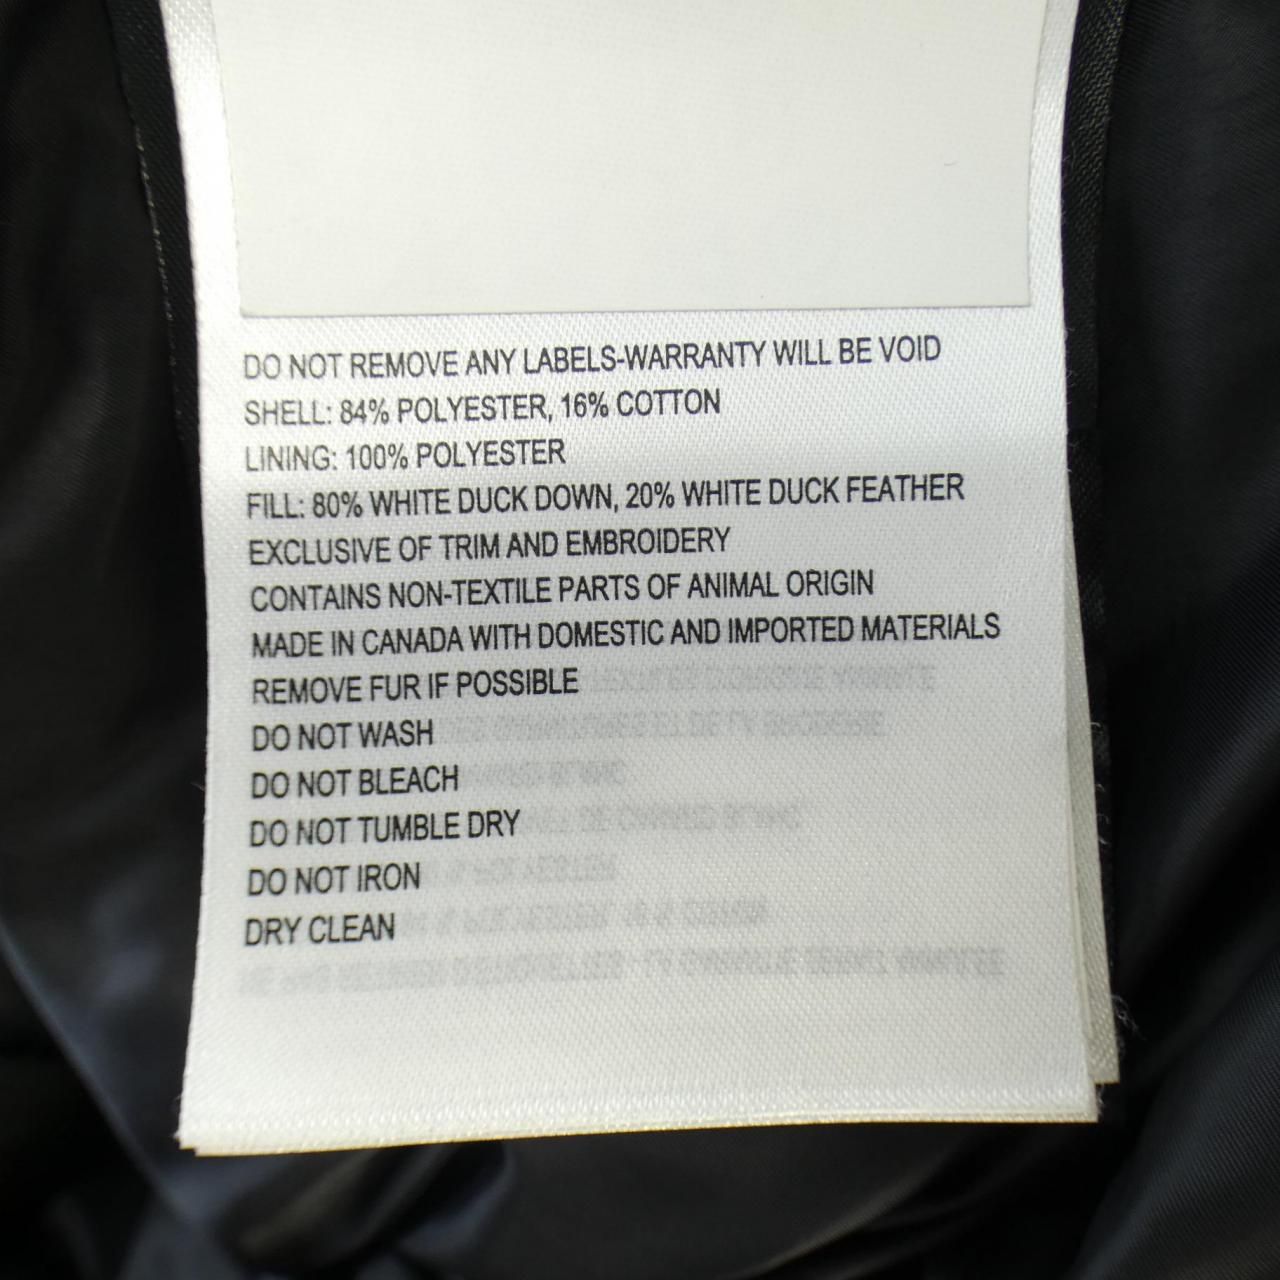 DO NOT REMOVE ANY LABELS-WARRANTY WILL BE VOID
SHELL: 84% POLYESTER, 16% COTTON
LINING: 100% POLYESTER
FILL: 80% WHITE DUCK DOWN, 20% WHITE DUCK FEATHER
EXCLUSIVE OF TRIM AND EMBROIDERY
CONTAINS NON-TEXTILE PARTS OF ANIMAL ORIGIN
MADE IN CANADA WITH DOMESTIC AND IMPORTED MATERIALS
REMOVE FUR IF POSSIBLE
DO NOT WASH
DO NOT BLEACH
DO NOT TUMBLE DRY
DO NOT IRON
DRY CLEAN